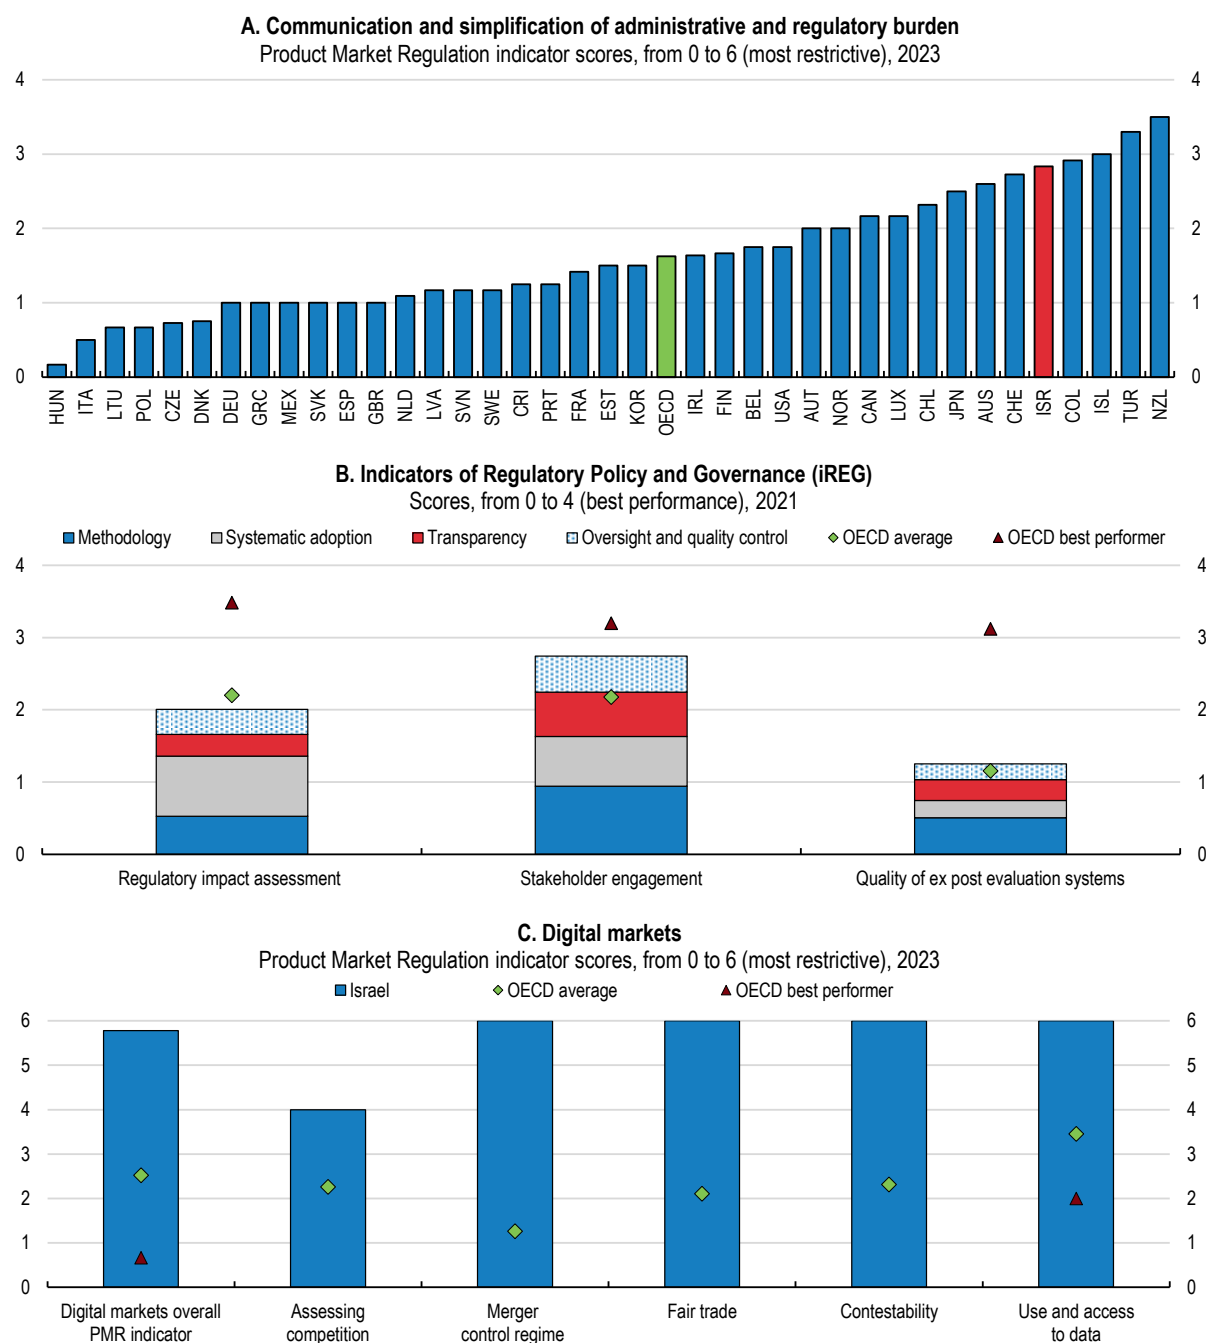 A. Communication and simplification of administrative and regulatory burden
Product Market Regulation indicator scores, from 0 to 6 (most restrictive), 2023
4 4
3 3
2 2
1 1
0 0
HUN ITA LTU POL CZE DNK DEU GRC MEX SVK ESP GBR NLD LVA SVN SWE CRI PRT FRA EST KOR OECD IRL FIN BEL USA AUT NOR CAN LUX CHL JPN AUS CHE ISR COL ISL TUR NZL
B. Indicators of Regulatory Policy and Governance (iREG)
Scores, from 0 to 4 (best performance), 2021
Methodology Systematic adoption Transparency Oversight and quality control OECD average OECD best performer
4 4
3 3
2 2
1 1
0 0
Regulatory impact assessment Stakeholder engagement Quality of ex post evaluation systems
C. Digital markets
Product Market Regulation indicator scores, from 0 to 6 (most restrictive), 2023
Israel OECD average OECD best performer
6 6
5 5
4 4
3 3
2 2
1 1
0 0
Digital markets overall Assessing Merger Fair trade Contestability Use and access
PMR indicator competition control regime to data